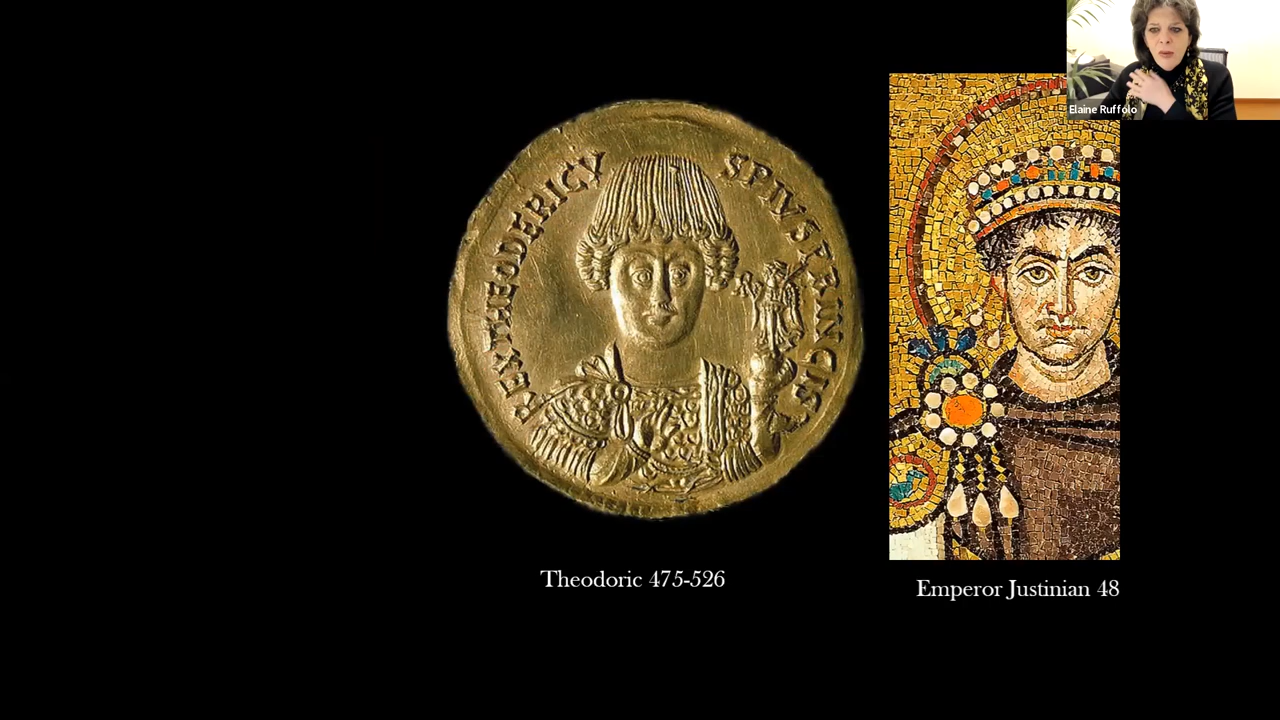 Elaine Ruffolo
REX THEODERICVS PIVS PRINCIS
Theodoric 475-526
Emperor Justinian 48